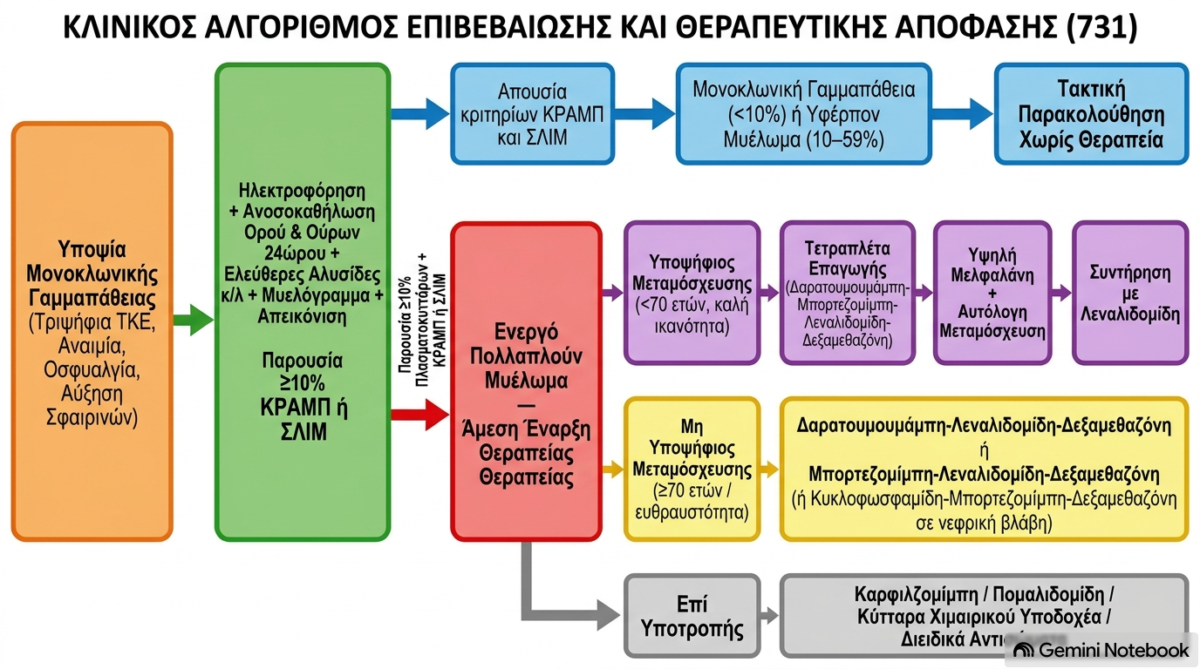 ΚΛΙΝΙΚΟΣ ΑΛΓΟΡΙΘΜΟΣ ΕΠΙΒΕΒΑΙΩΣΗΣ ΚΑΙ ΘΕΡΑΠΕΥΤΙΚΗΣ ΑΠΟΦΑΣΗΣ (731)
Υποψία
Μονοκλωνικής
Γαμμαπάθειας
(Τριψήφια ΤΚΕ,
Αναιμία,
Οσφυαλγία,
Αύξηση
Σφαιρινών)
Ηλεκτροφόρηση
+ Ανοσοκαθήλωση
Ορού & Ούρων
24ώρου +
Ελεύθερες Αλυσίδες
κ/λ + Μυελόγραμμα +
Απεικόνιση
Παρουσία
≥10%
ΚΡΑΜΠ ή
ΣΛΙΜ
Απουσία
κριτηρίων ΚΡΑΜΠ
και ΣΛΙΜ
Μονοκλωνική Γαμμαπάθεια
(<10%) ή Υφέρπον
Μυέλωμα (10–59%)
Τακτική
Παρακολούθηση
Χωρίς Θεραπεία
Παρουσία ≥10%
Πλασματοκυττάρων +
ΚΡΑΜΠ ή ΣΛΙΜ
Ενεργό
Πολλαπλούν
Μυέλωμα
—
Άμεση Έναρξη
Θεραπείας
Θεραπείας
Υποψήφιος
Μεταμόσχευσης
(<70 ετών, καλή
ικανότητα)
Τετραπλέτα
Επαγωγής
(Δαρατουμουμάμπη-
Μπορτεζομίμπη-
Λεναλιδομίδη-
Δεξαμεθαζόνη)
Υψηλή
Μελφαλάνη
+
Αυτόλογη
Μεταμόσχευση
Συντήρηση
με
Λεναλιδομίδη
Μη
Υποψήφιος
Μεταμόσχευσης
(≥70 ετών /
ευθραυστότητα)
Δαρατουμουμάμπη-Λεναλιδομίδη-Δεξαμεθαζόνη
ή
Μπορτεζομίμπη-Λεναλιδομίδη-Δεξαμεθαζόνη
(ή Κυκλοφωσφαμίδη-Μπορτεζομίμπη-Δεξαμεθαζόνη
σε νεφρική βλάβη)
Επί
Υποτροπής
Καρφιλζομίμπη / Πομαλιδομίδη /
Κύτταρα Χιμαιρικού Υποδοχέα /
Διειδικά
Gemini Notebook